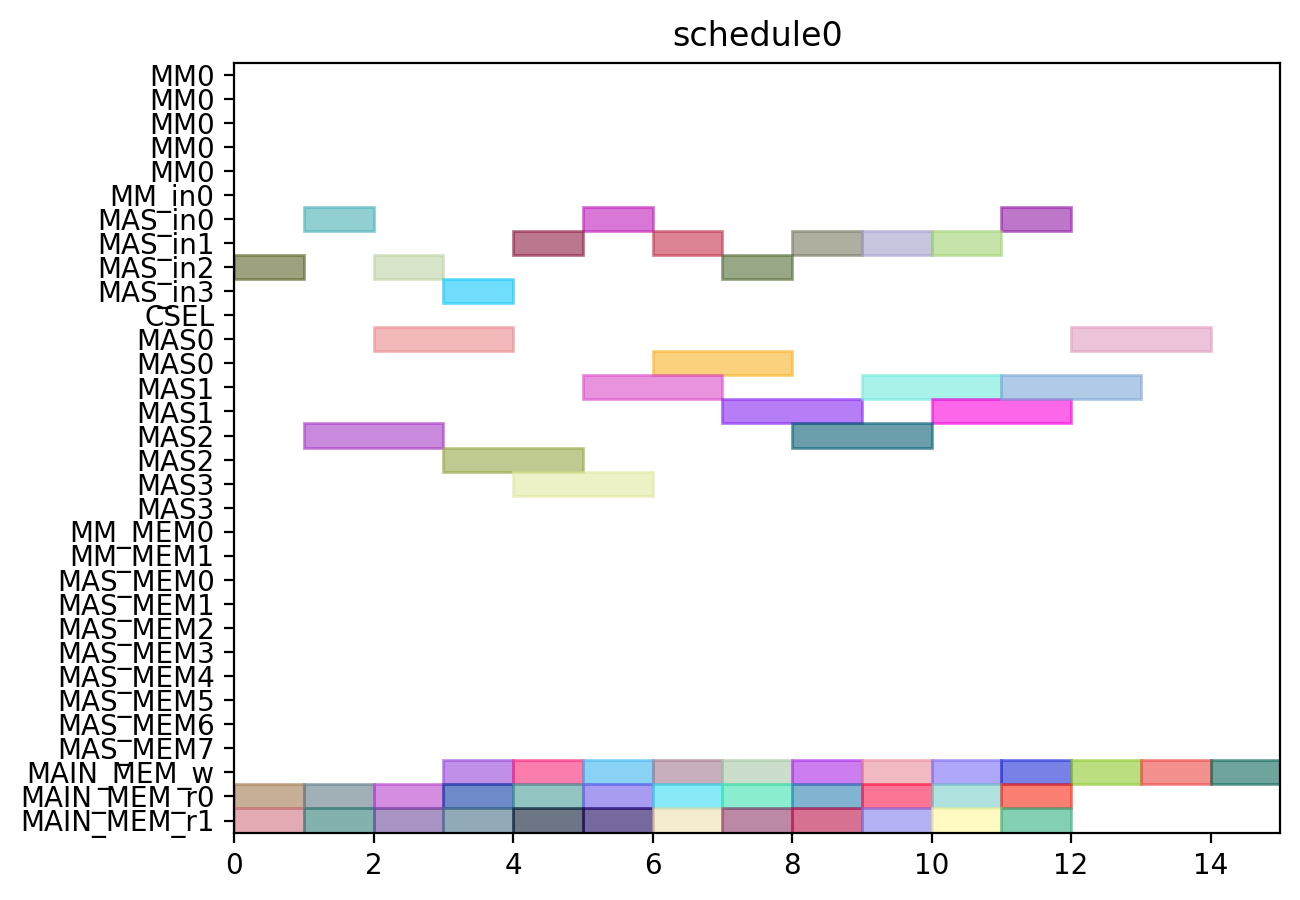 schedule0
MM0
MM0
MM0
MM0
MM0
MM_in0
MAS_in0
MAS_in1
MAS_in2
MAS_in3
CSEL
MAS0
MAS0
MAS1
MAS1
MAS2
MAS2
MAS3
MAS3
MM_MEM0
MM_MEM1
MAS_MEM0
MAS_MEM1
MAS_MEM2
MAS_MEM3
MAS_MEM4
MAS_MEM5
MAS_MEM6
MAS_MEM7
MAIN_MEM_w
MAIN_MEM_r0
MAIN_MEM_r1
0 2 4 6 8 10 12 14